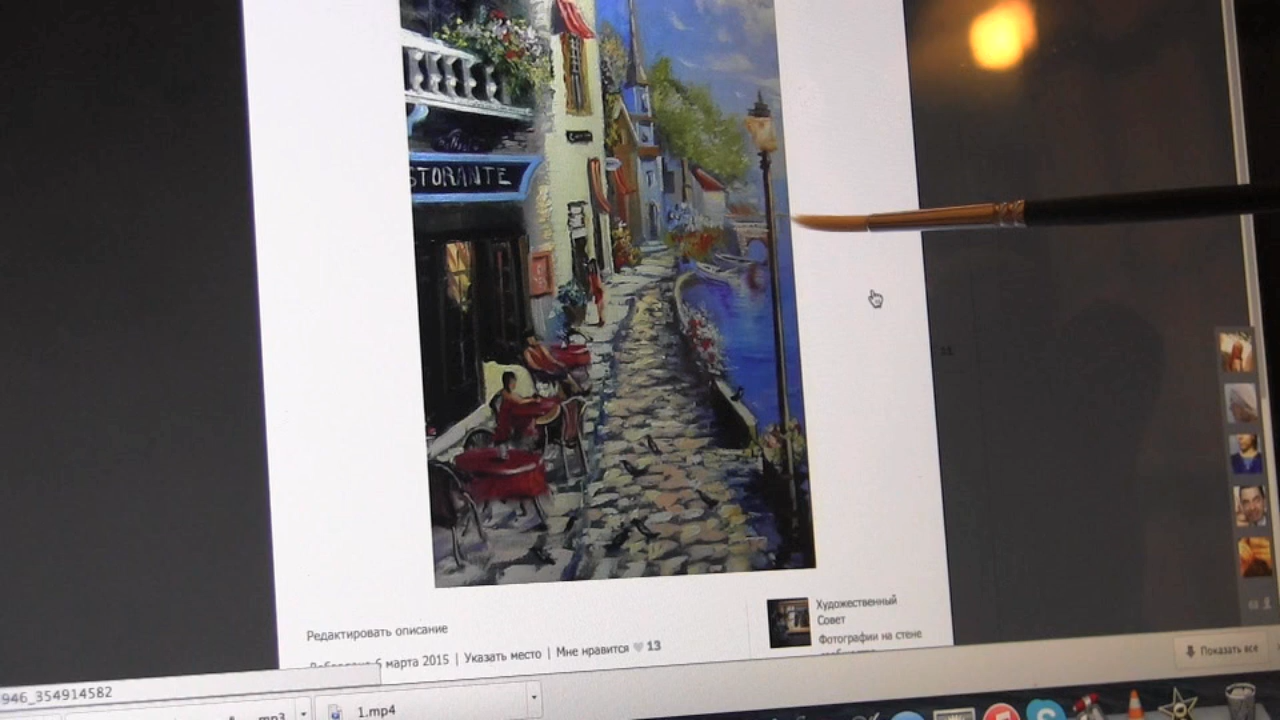 STORANTE
Редактировать описание
Художественный
Совет
Фотографии на стене
6 марта 2015 | Указать место | Мне нравится 13
Показать все
946_354914582
mp3
1.mp4